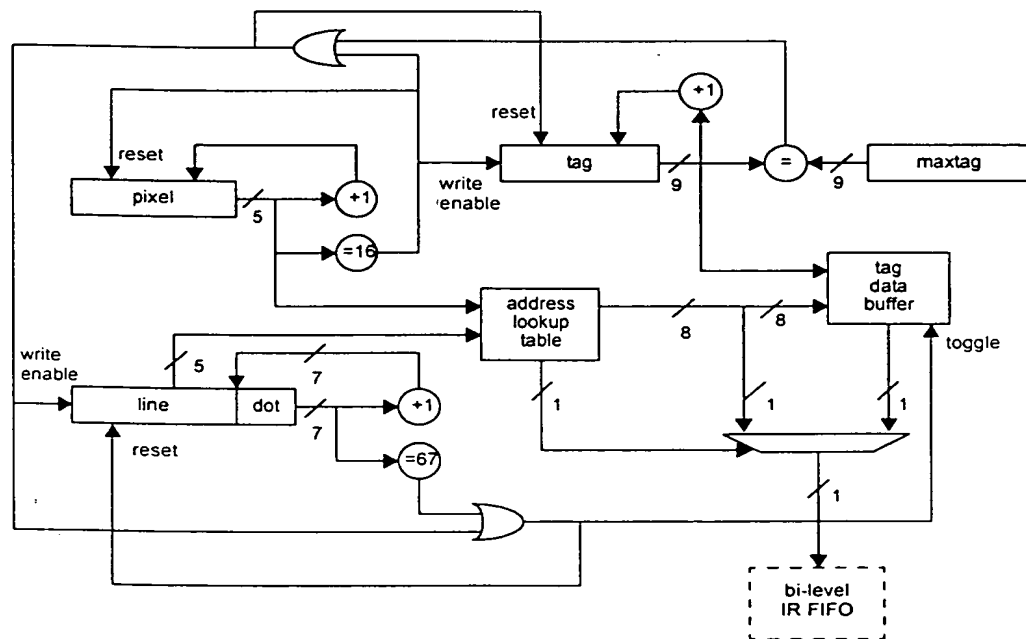 +1
reset
reset
tag
=
maxtag
9
9
pixel
+1
5
write
enable
=16
tag
data
buffer
address
lookup
table
8
8
toggle
write
enable
5
7
1
1
1
line
dot
7
+1
reset
=67
1
bi-level
IR FIFO